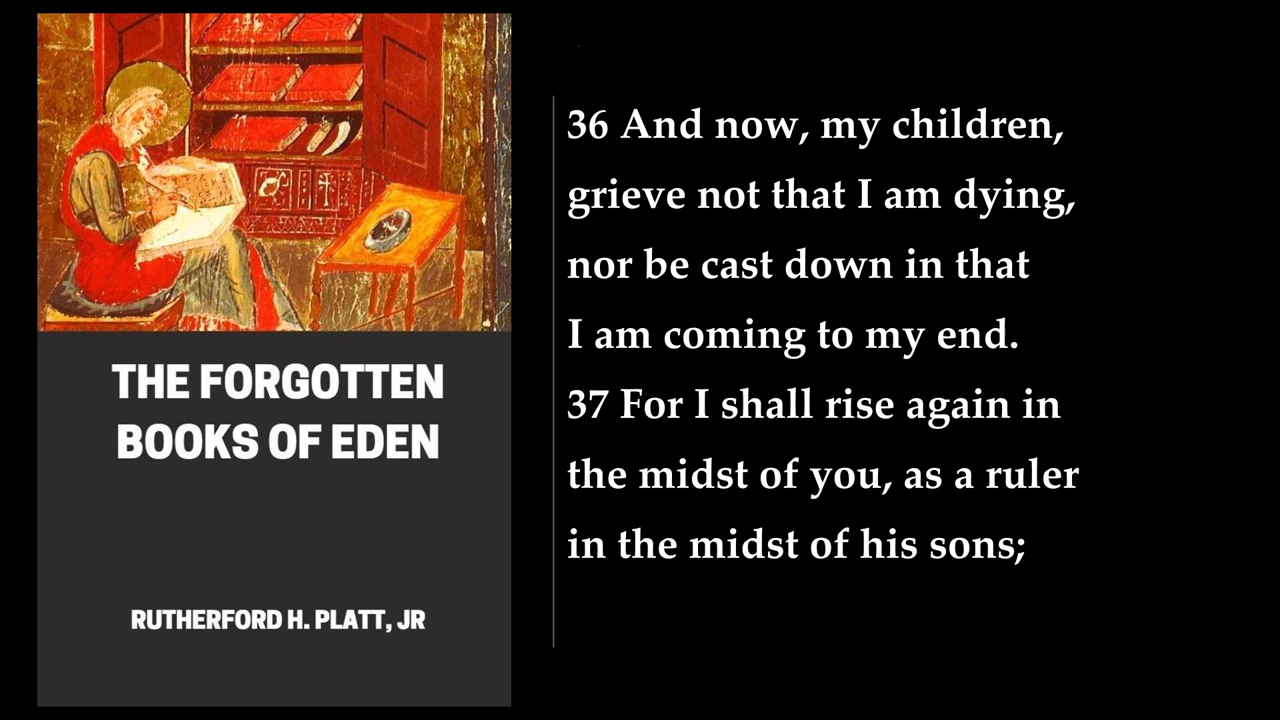 THE FORGOTTEN
BOOKS OF EDEN
RUTHERFORD H. PLATT, JR
36 And now, my children,
grieve not that I am dying,
nor be cast down in that
I am coming to my end.
37 For I shall rise again in
the midst of you, as a ruler
in the midst of his sons;